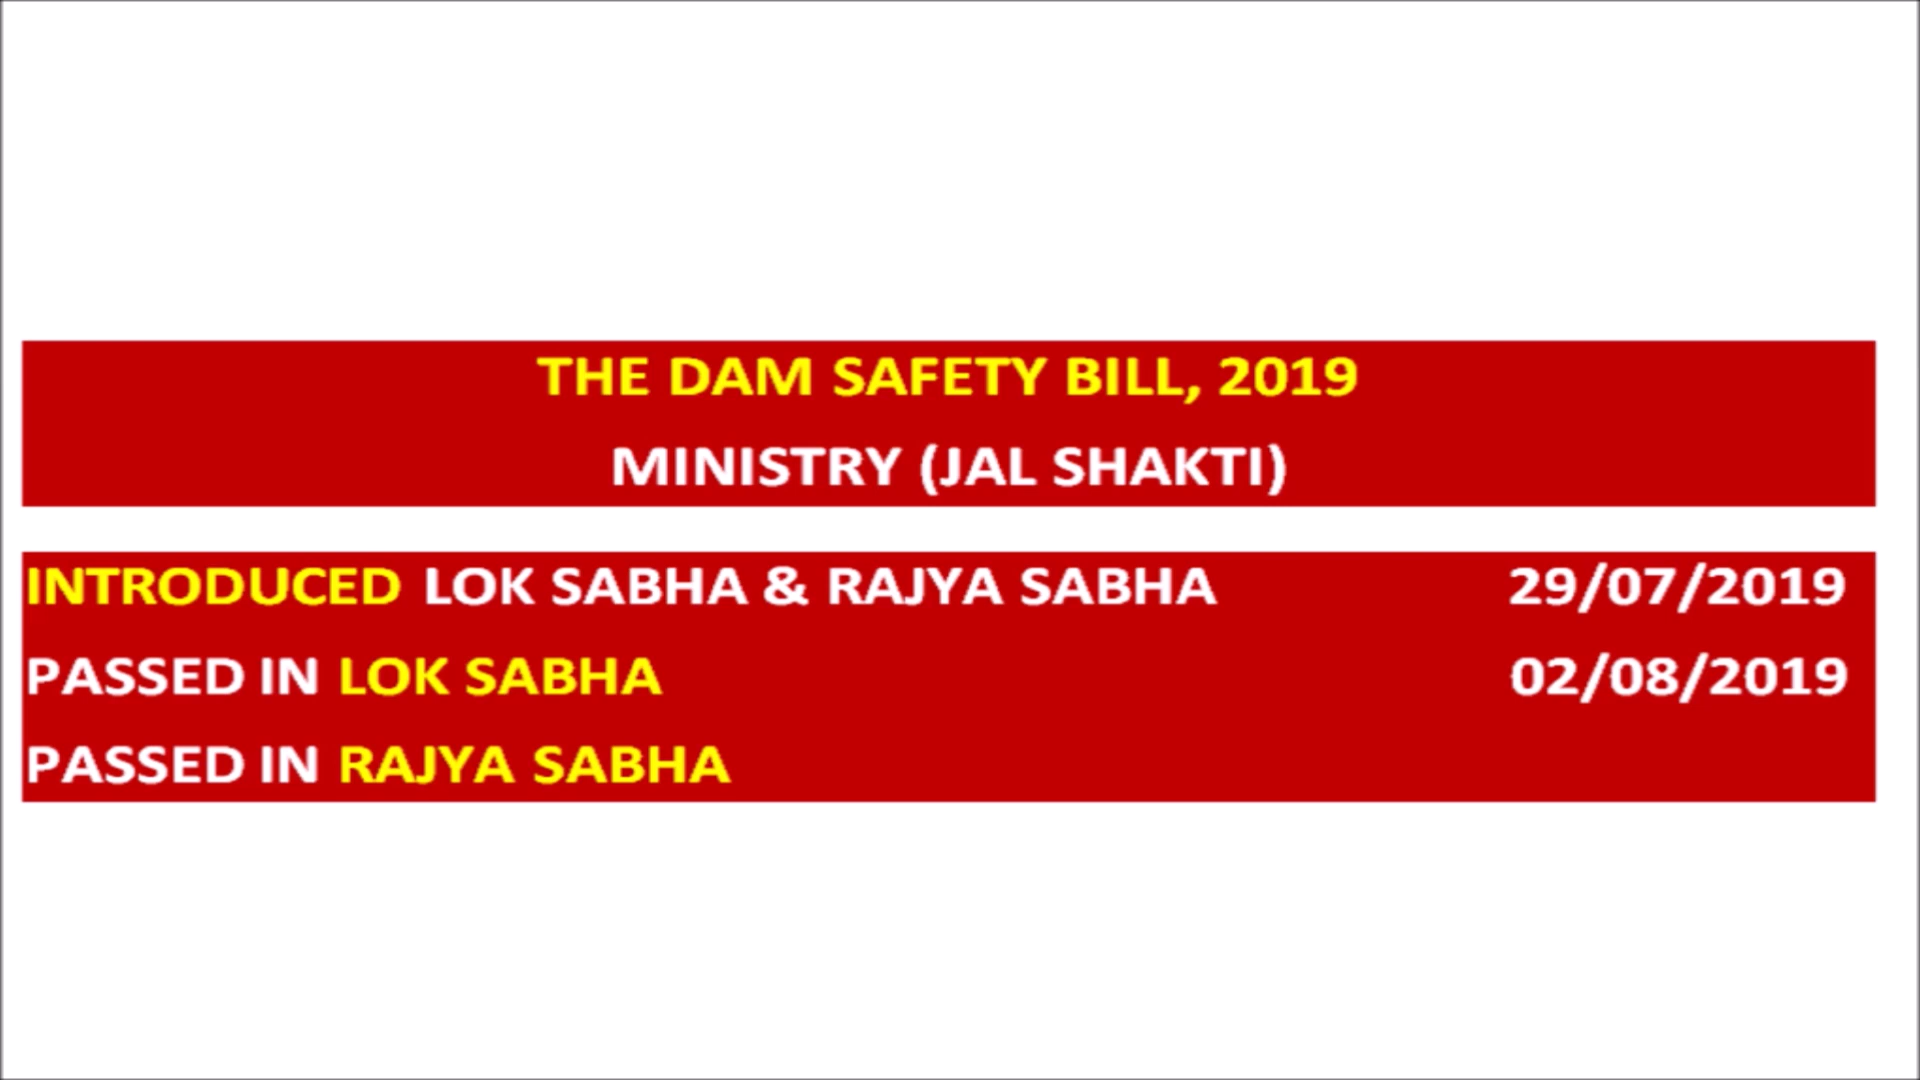 THE DAM SAFETY BILL, 2019
MINISTRY (JAL SHAKTI)
INTRODUCED LOK SABHA & RAJYA SABHA 29/07/2019
PASSED IN LOK SABHA 02/08/2019
PASSED IN RAJYA SABHA